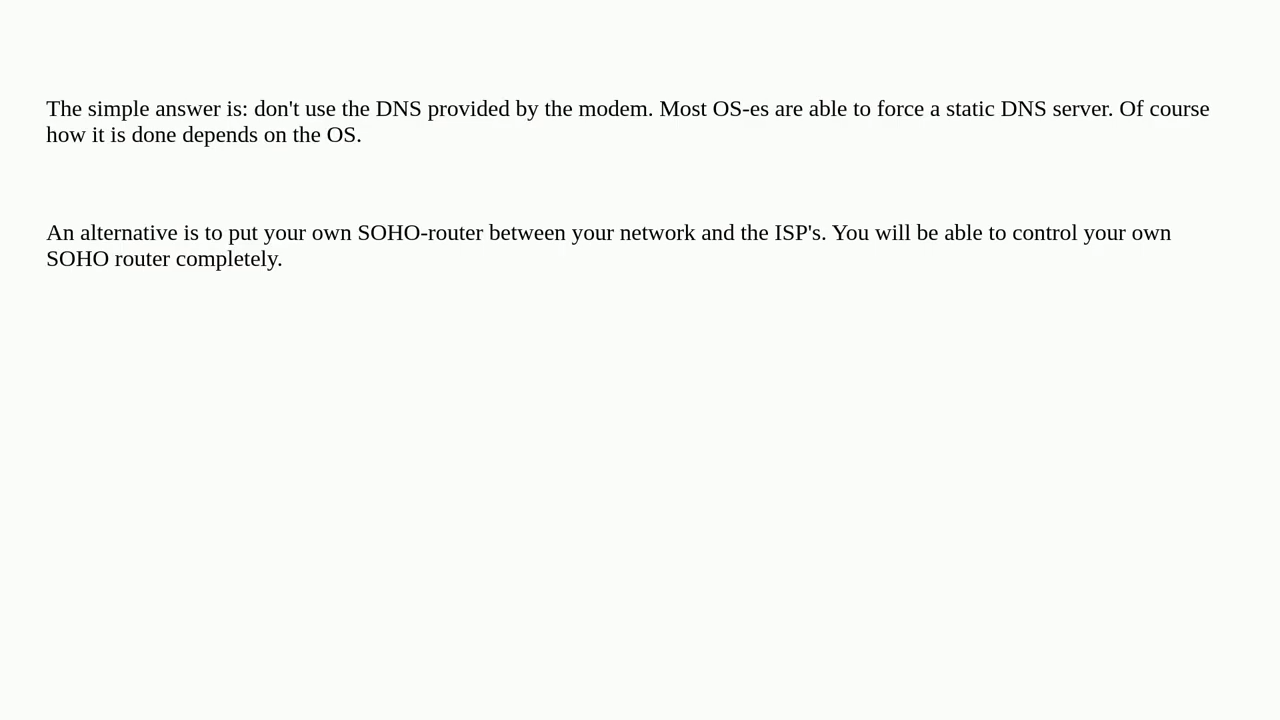 The simple answer is: don't use the DNS provided by the modem. Most OS-es are able to force a static DNS server. Of course
how it is done depends on the OS.
An alternative is to put your own SOHO-router between your network and the ISP's. You will be able to control your own
SOHO router completely.